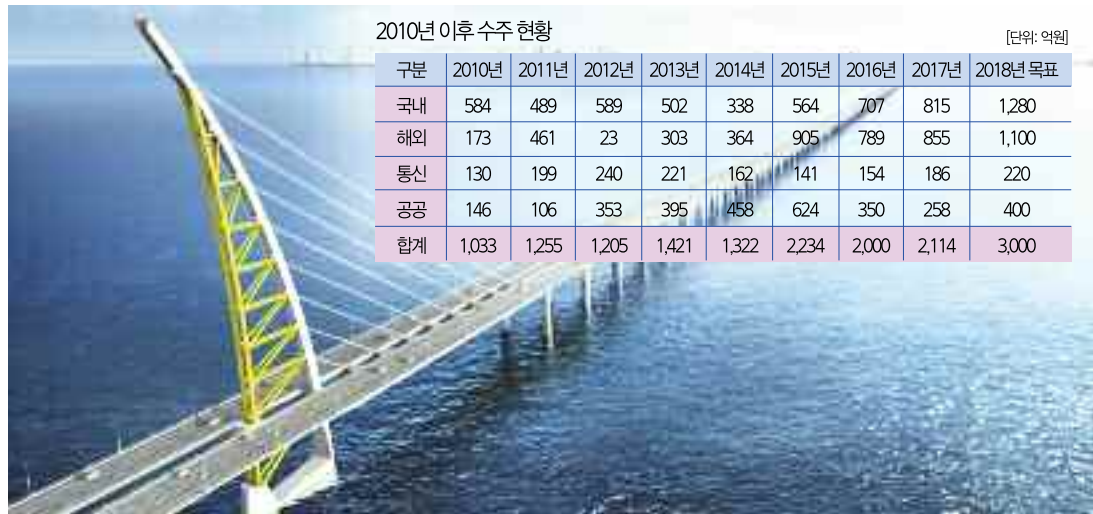 2010년 이후 수주 현황
[단위: 억원]
구분 2010년 2011년 2012년 2013년 2014년 2015년 2016년 2017년 2018년 목표
국내 584 489 589 502 338 564 707 815 1,280
해외 173 461 23 303 364 905 789 855 1,100
통신 130 199 240 221 162 141 154 186 220
공공 146 106 353 395 458 624 350 258 400
합계 1,033 1,255 1,205 1,421 1,322 2,234 2,000 2,114 3,000